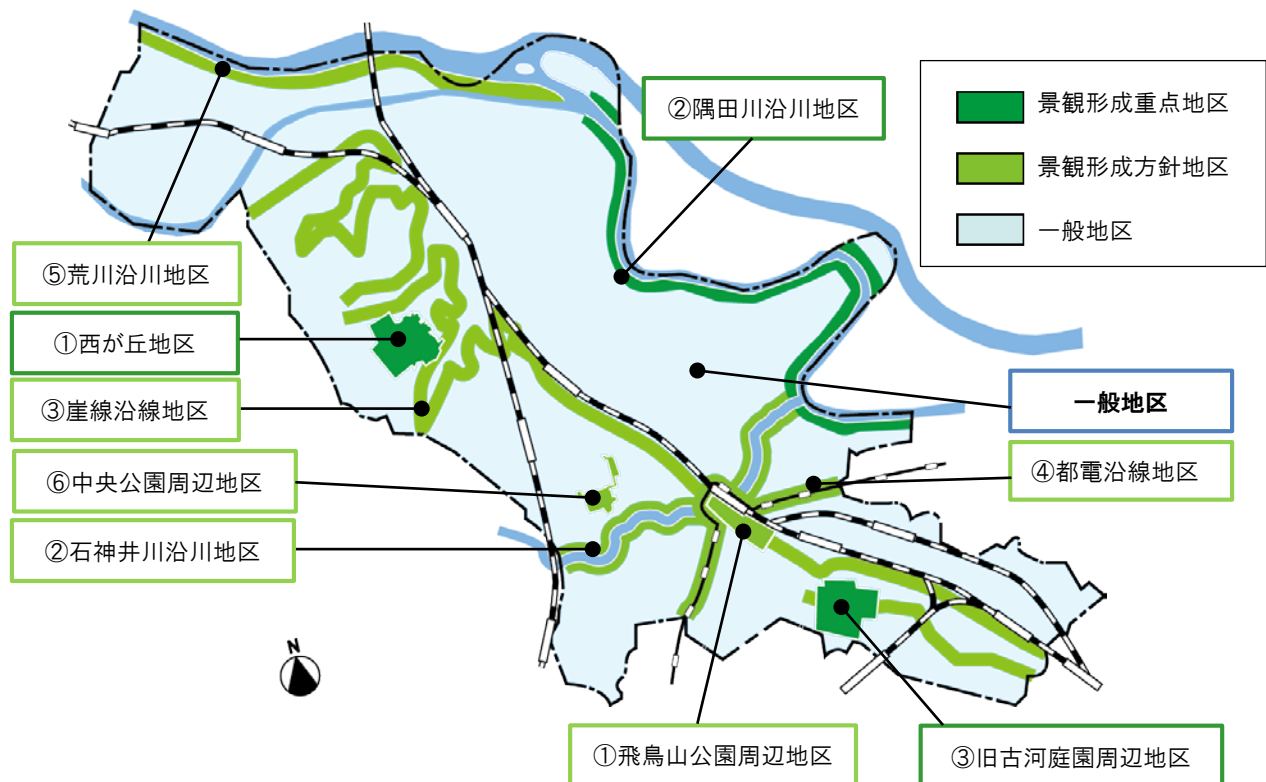 ②隅田川沿川地区
景観形成重点地区
景観形成方針地区
一般地区
⑤荒川沿川地区
①西が丘地区
③崖線沿線地区
⑥中央公園周辺地区
②石神井川沿川地区
一般地区
④都電沿線地区
N
①飛鳥山公園周辺地区
③旧古河庭園周辺地区